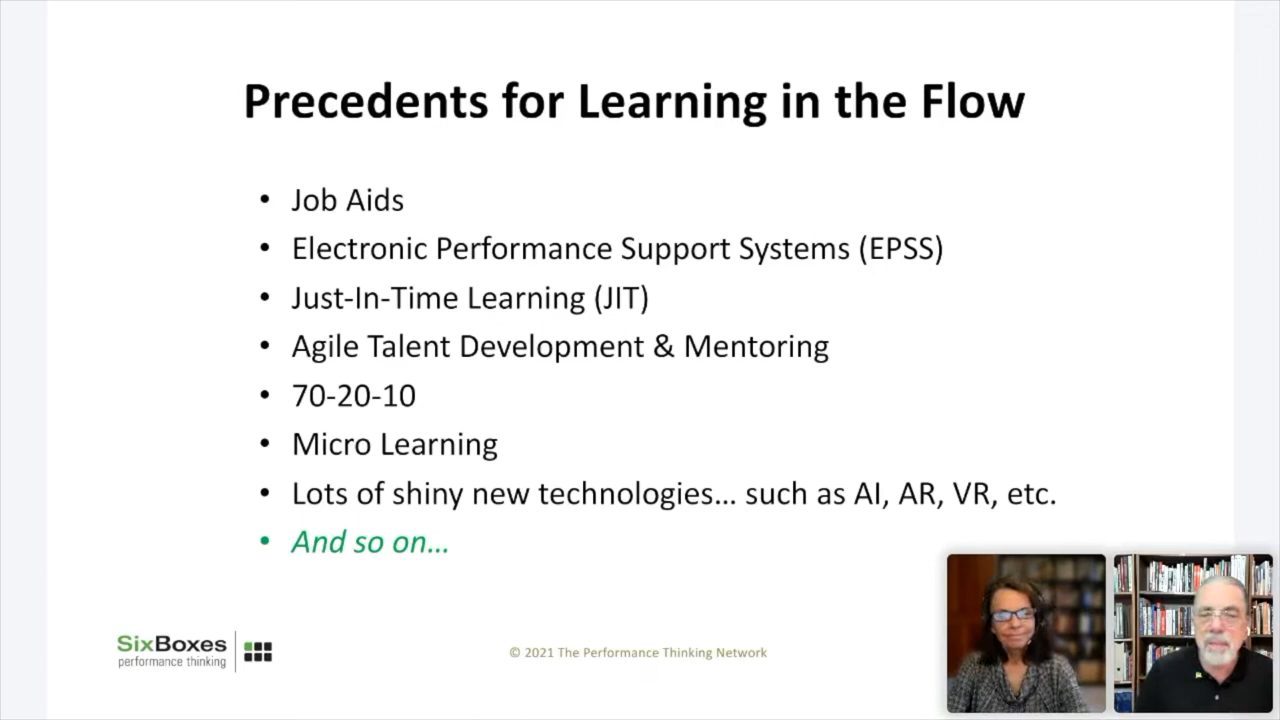 Precedents for Learning in the Flow
• Job Aids
• Electronic Performance Support Systems (EPSS)
• Just-In-Time Learning (JIT)
• Agile Talent Development & Mentoring
• 70-20-10
• Micro Learning
• Lots of shiny new technologies… such as AI, AR, VR, etc.
• And so on…
SixBoxes
performance thinking
© 2021 The Performance Thinking Network